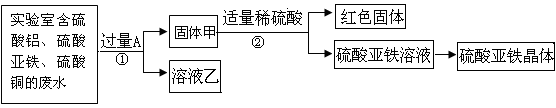 实验室含硫
酸铝、硫酸
亚铁、硫酸
铜的废水
过量A
①
固体甲
溶液乙
适量稀硫酸
②
红色固体
硫酸亚铁溶液
硫酸亚铁晶体